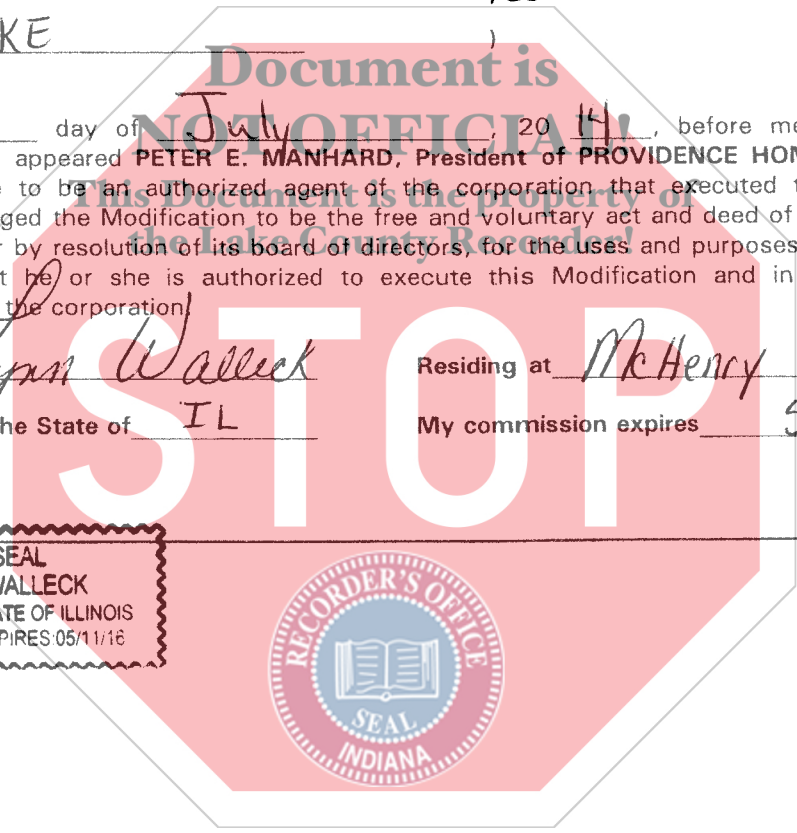 KE
)
Document is
day of July, 20 14, before me
NOT OFFICIAL!
appeared PETER E. MANHARD, President of PROVIDENCE HON
This Document is the property of
e to be an authorized agent of the corporation that executed t
ged the Modification to be the free and voluntary act and deed of
the Lake County Recorder!
r by resolution of its board of directors, for the uses and purposes
t he or she is authorized to execute this Modification and in
the corporation.
STOP
ynn Walleck Residing at McHenry
he State of IL My commission expires 5
SEAL
WALLECK
ATE OF ILLINOIS
PIRES:05/11/16
RECORDER'S OFFICE
SEAL
INDIANA